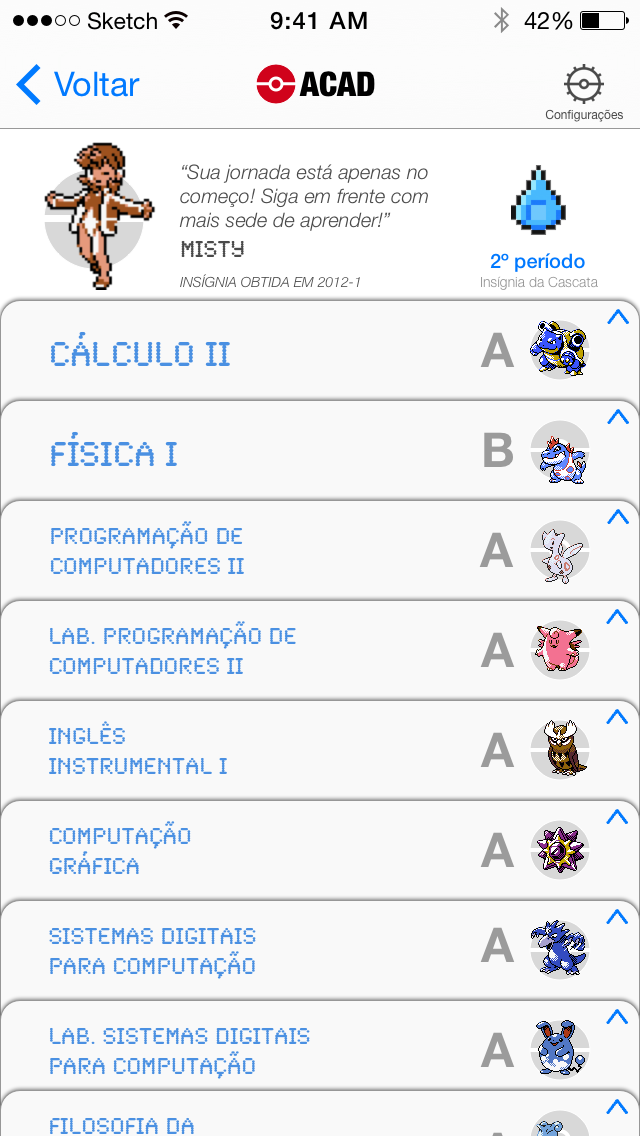 Sketch 9:41 AM 42%
Voltar ACAD
Configurações
“Sua jornada está apenas no
começo! Siga em frente com
mais sede de aprender!”
MISTY
INSÍGNIA OBTIDA EM 2012-1
2º período
Insígnia da Cascata
CÁLCULO II A
FÍSICA I B
PROGRAMAÇÃO DE
COMPUTADORES II A
LAB. PROGRAMAÇÃO DE
COMPUTADORES II A
INGLÊS
INSTRUMENTAL I A
COMPUTAÇÃO
GRÁFICA A
SISTEMAS DIGITAIS
PARA COMPUTAÇÃO A
LAB. SISTEMAS DIGITAIS
PARA COMPUTAÇÃO A
FILOSOFIA DA